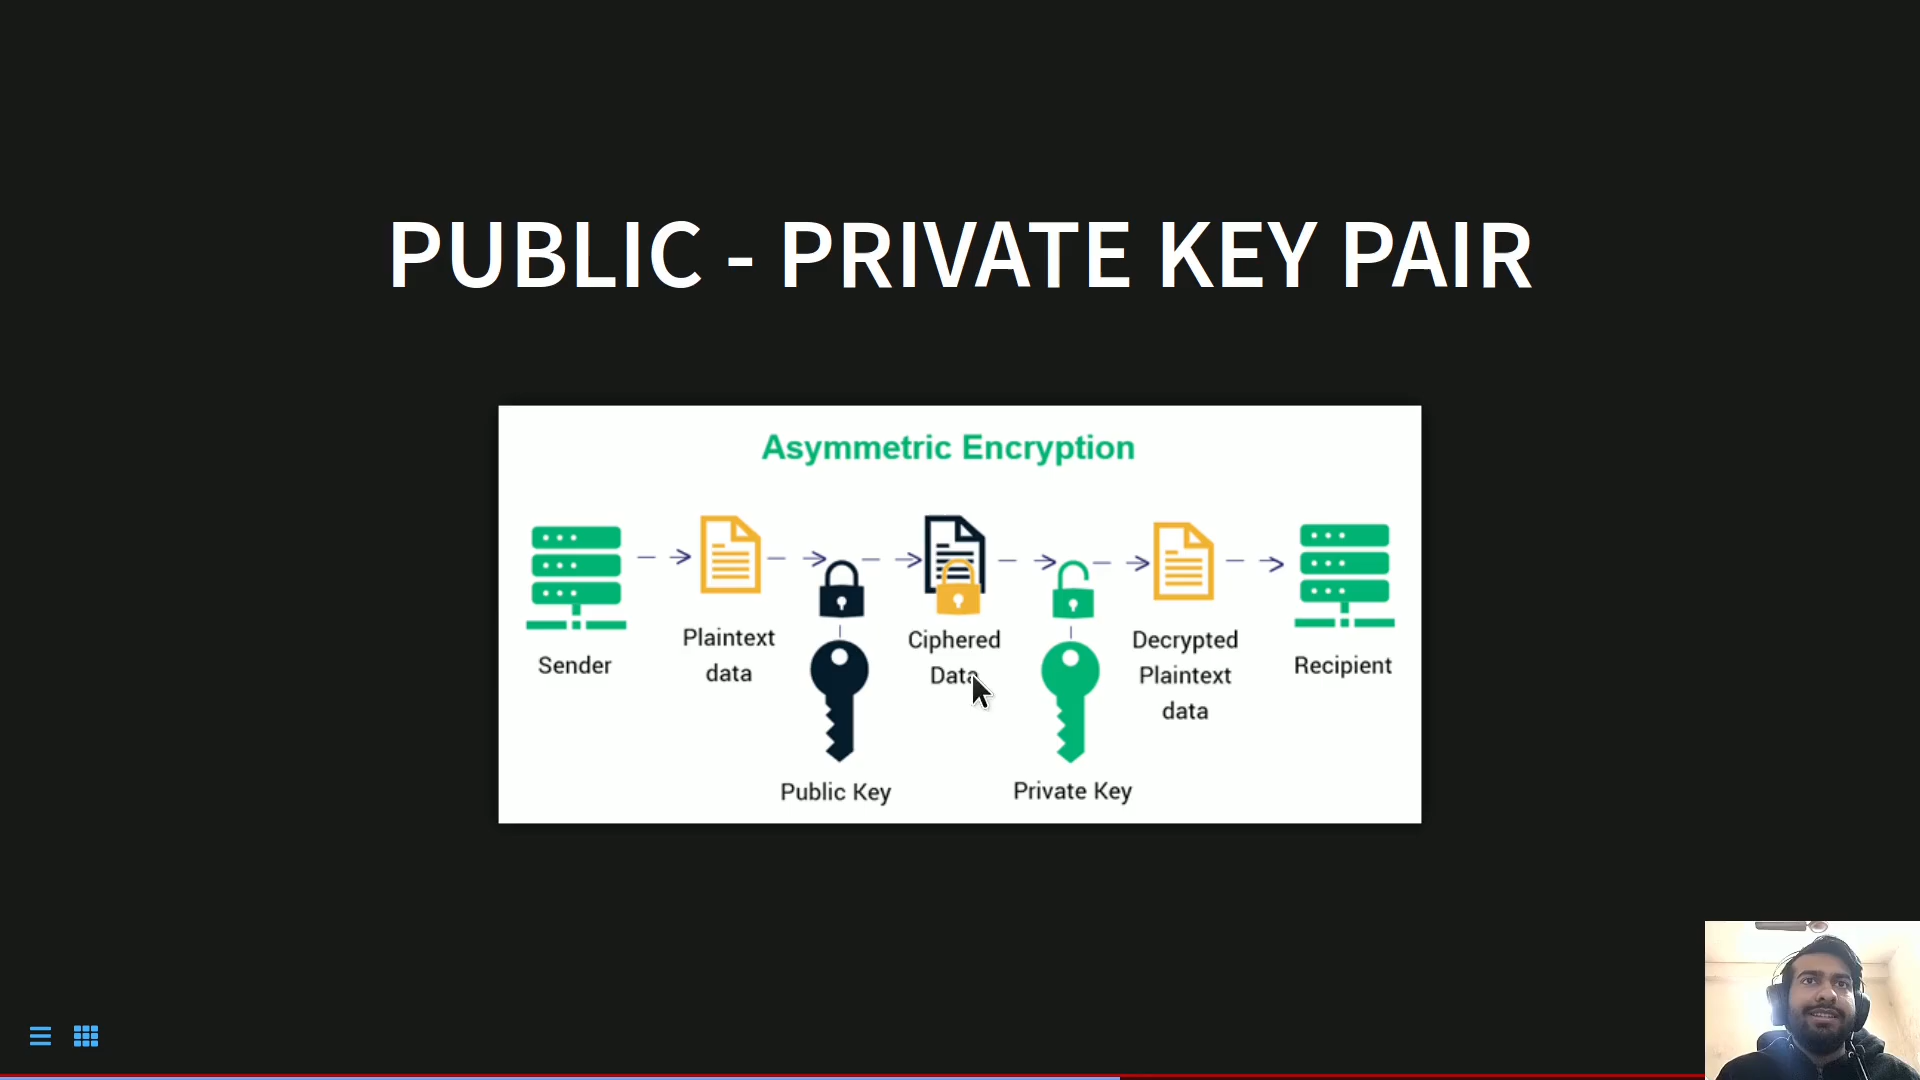 PUBLIC - PRIVATE KEY PAIR
Asymmetric Encryption
Sender
Plaintext
data
Public Key
Ciphered
Data
Private Key
Decrypted
Plaintext
data
Recipient